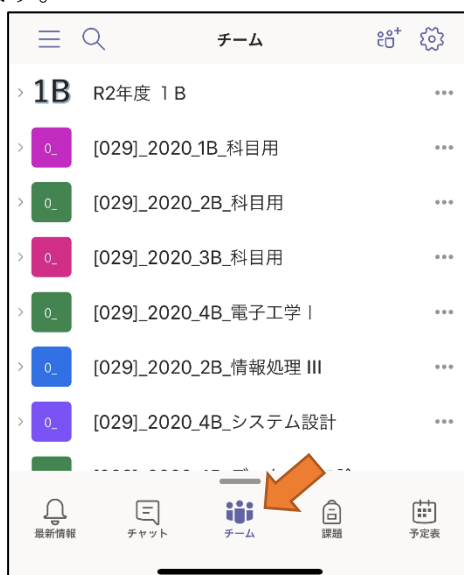 す。
チーム
1B R2年度 1B
0_ [029]_2020_1B_科目用
0_ [029]_2020_2B_科目用
0_ [029]_2020_3B_科目用
0_ [029]_2020_4B_電子工学Ⅰ
0_ [029]_2020_2B_情報処理 III
0_ [029]_2020_4B_システム設計
最新情報 チャット チーム 課題 予定表